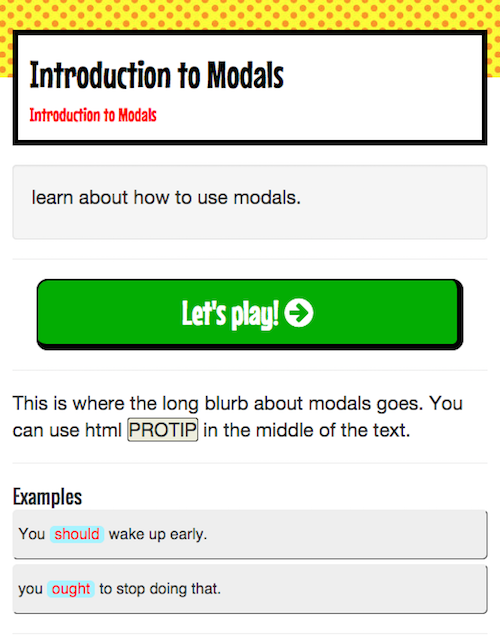 Introduction to Modals
Introduction to Modals
learn about how to use modals.
Let's play!
This is where the long blurb about modals goes. You
can use html PROTIP in the middle of the text.
Examples
You should wake up early.
you ought to stop doing that.